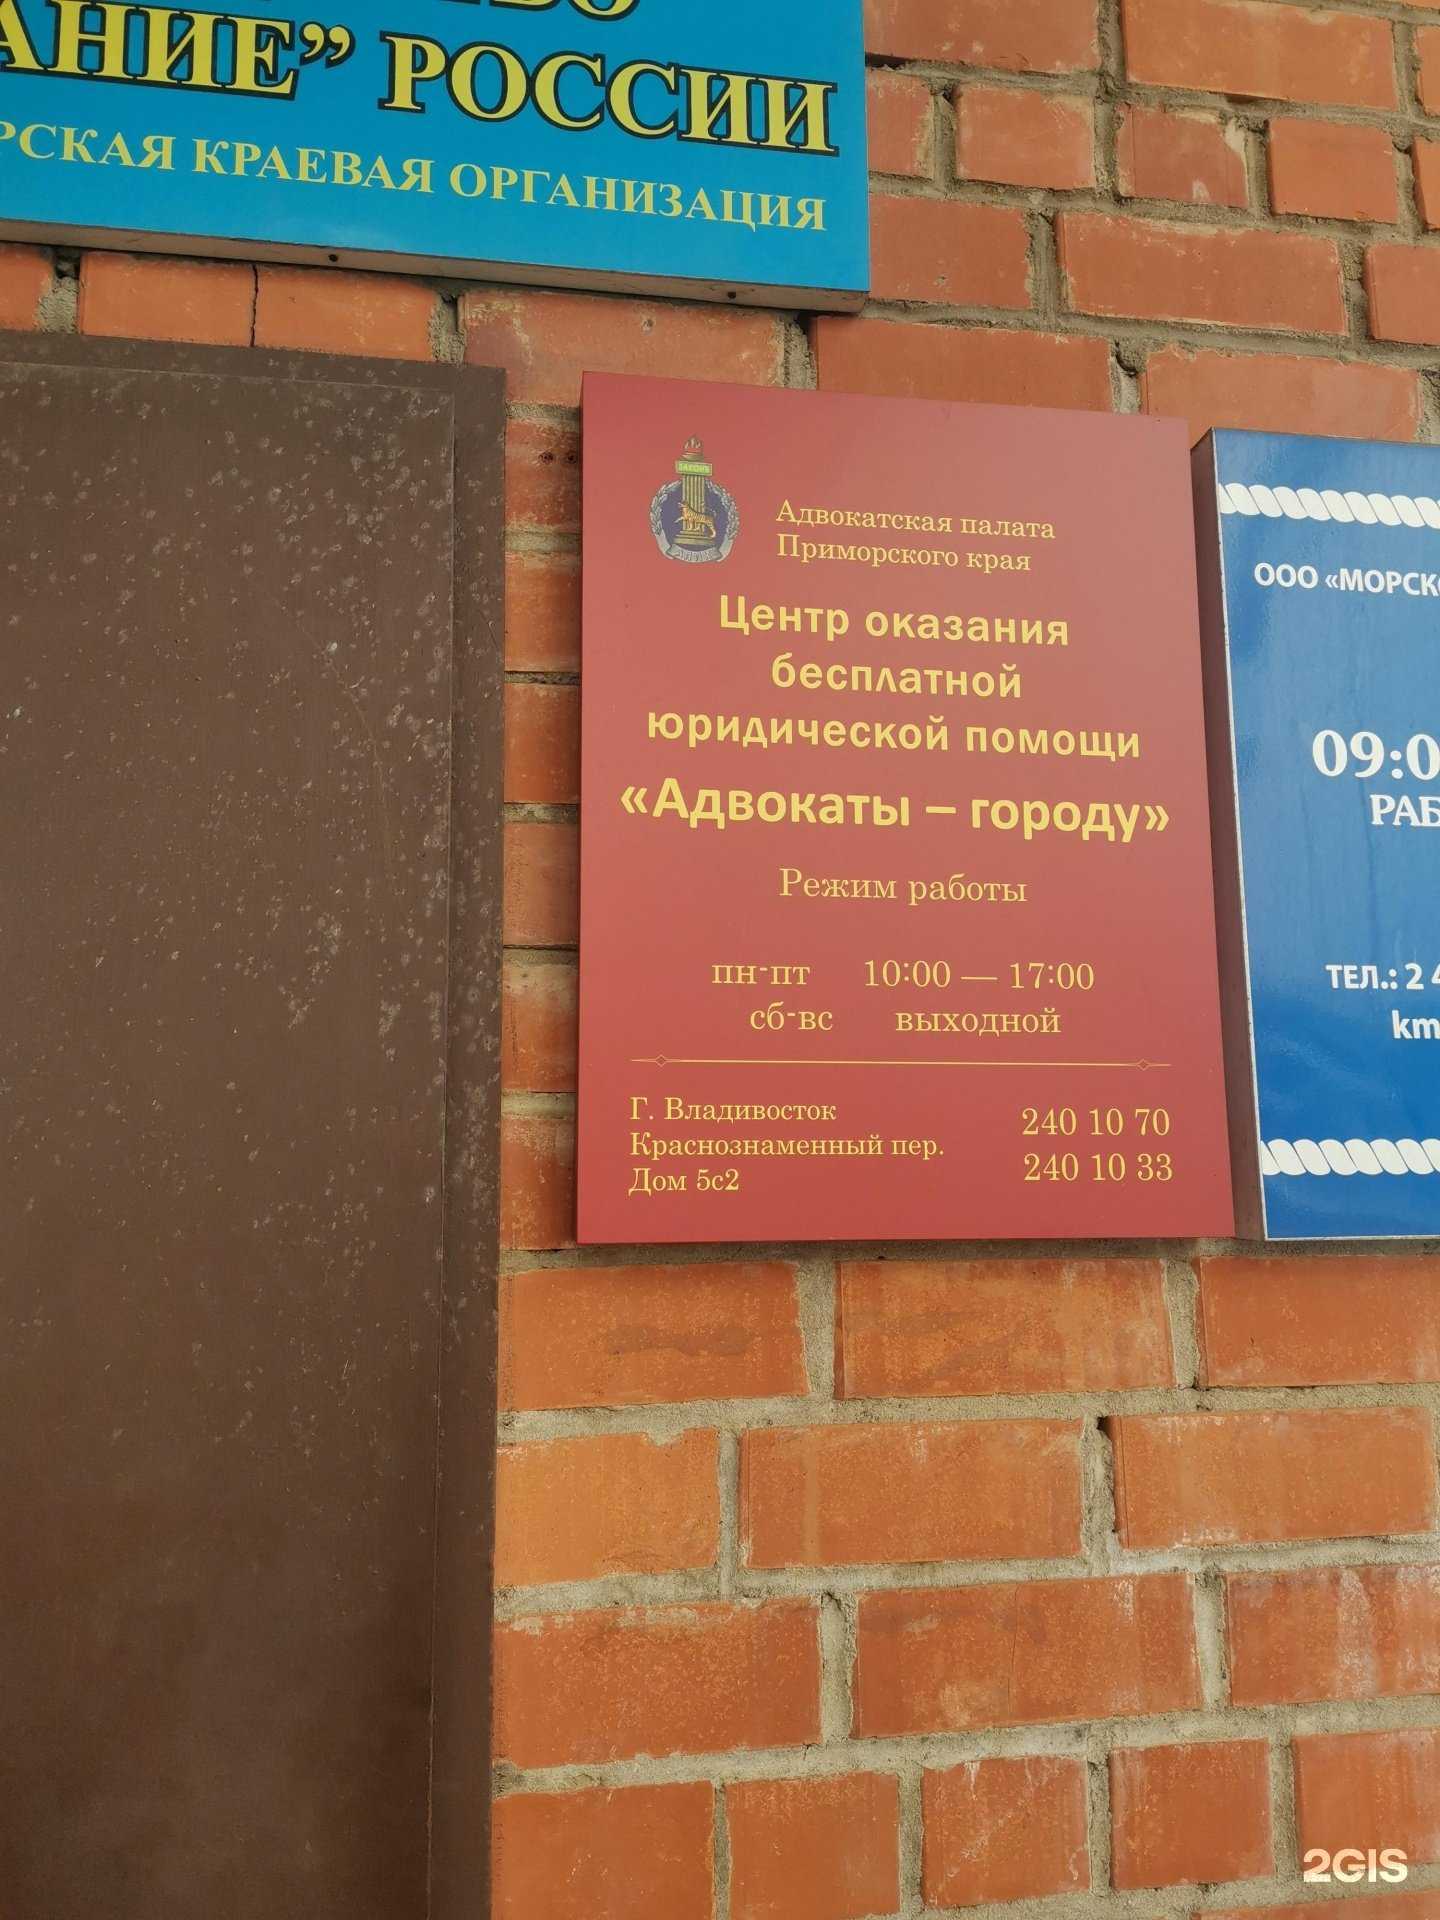 АНИЕ” РОССИИ
РСКАЯ КРАЕВАЯ ОРГАНИЗАЦИЯ
ЗАКОНЪ
Адвокатская палата
Приморского края
Центр оказания
бесплатной
юридической помощи
«Адвокаты – городу»
Режим работы
пн-пт 10:00 — 17:00
сб-вс выходной
Г. Владивосток
Краснознаменный пер.
Дом 5с2
240 10 70
240 10 33
ООО «МОРСК
09:0
РАБ
ТЕЛ.: 2 4
km
2GIS